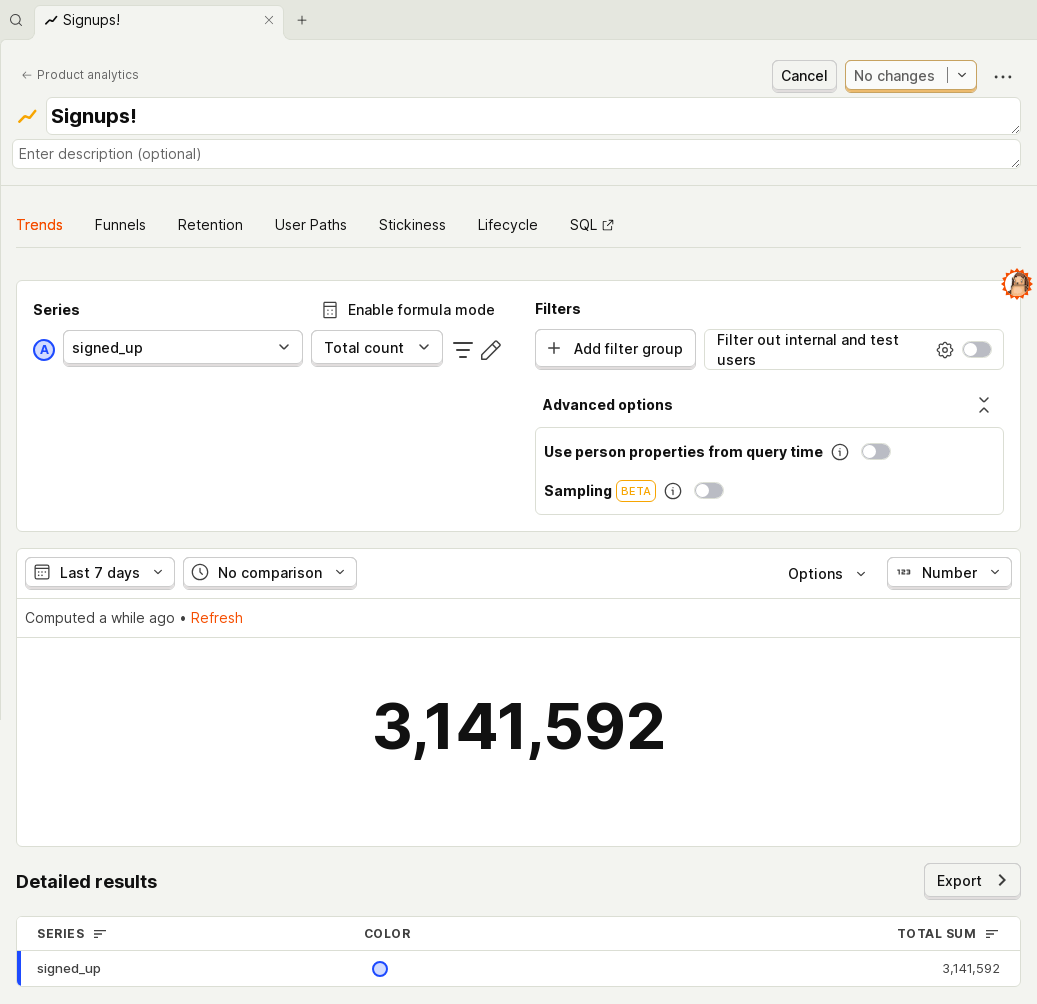 Signups!
Product analytics
Cancel
No changes
Signups!
Enter description (optional)
Trends
Funnels
Retention
User Paths
Stickiness
Lifecycle
SQL
Series
Enable formula mode
A
signed_up
Total count
Filters
Add filter group
Filter out internal and test
users
Advanced options
Use person properties from query time
Sampling BETA
Last 7 days
No comparison
Options
123 Number
Computed a while ago • Refresh
3,141,592
Detailed results
Export
SERIES
COLOR
TOTAL SUM
signed_up
3,141,592